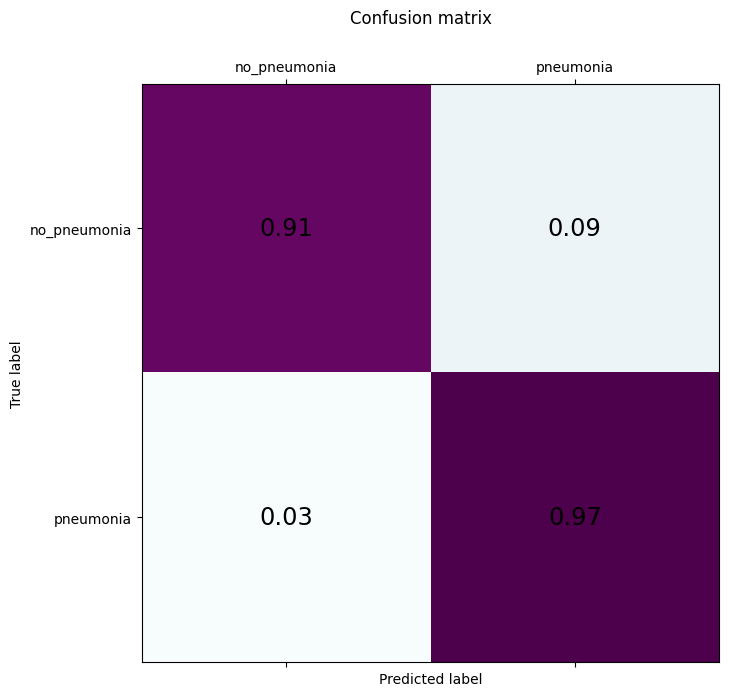 Confusion matrix
no_pneumonia
pneumonia
no_pneumonia
0.91
0.09
True label
pneumonia
0.03
0.97
Predicted label